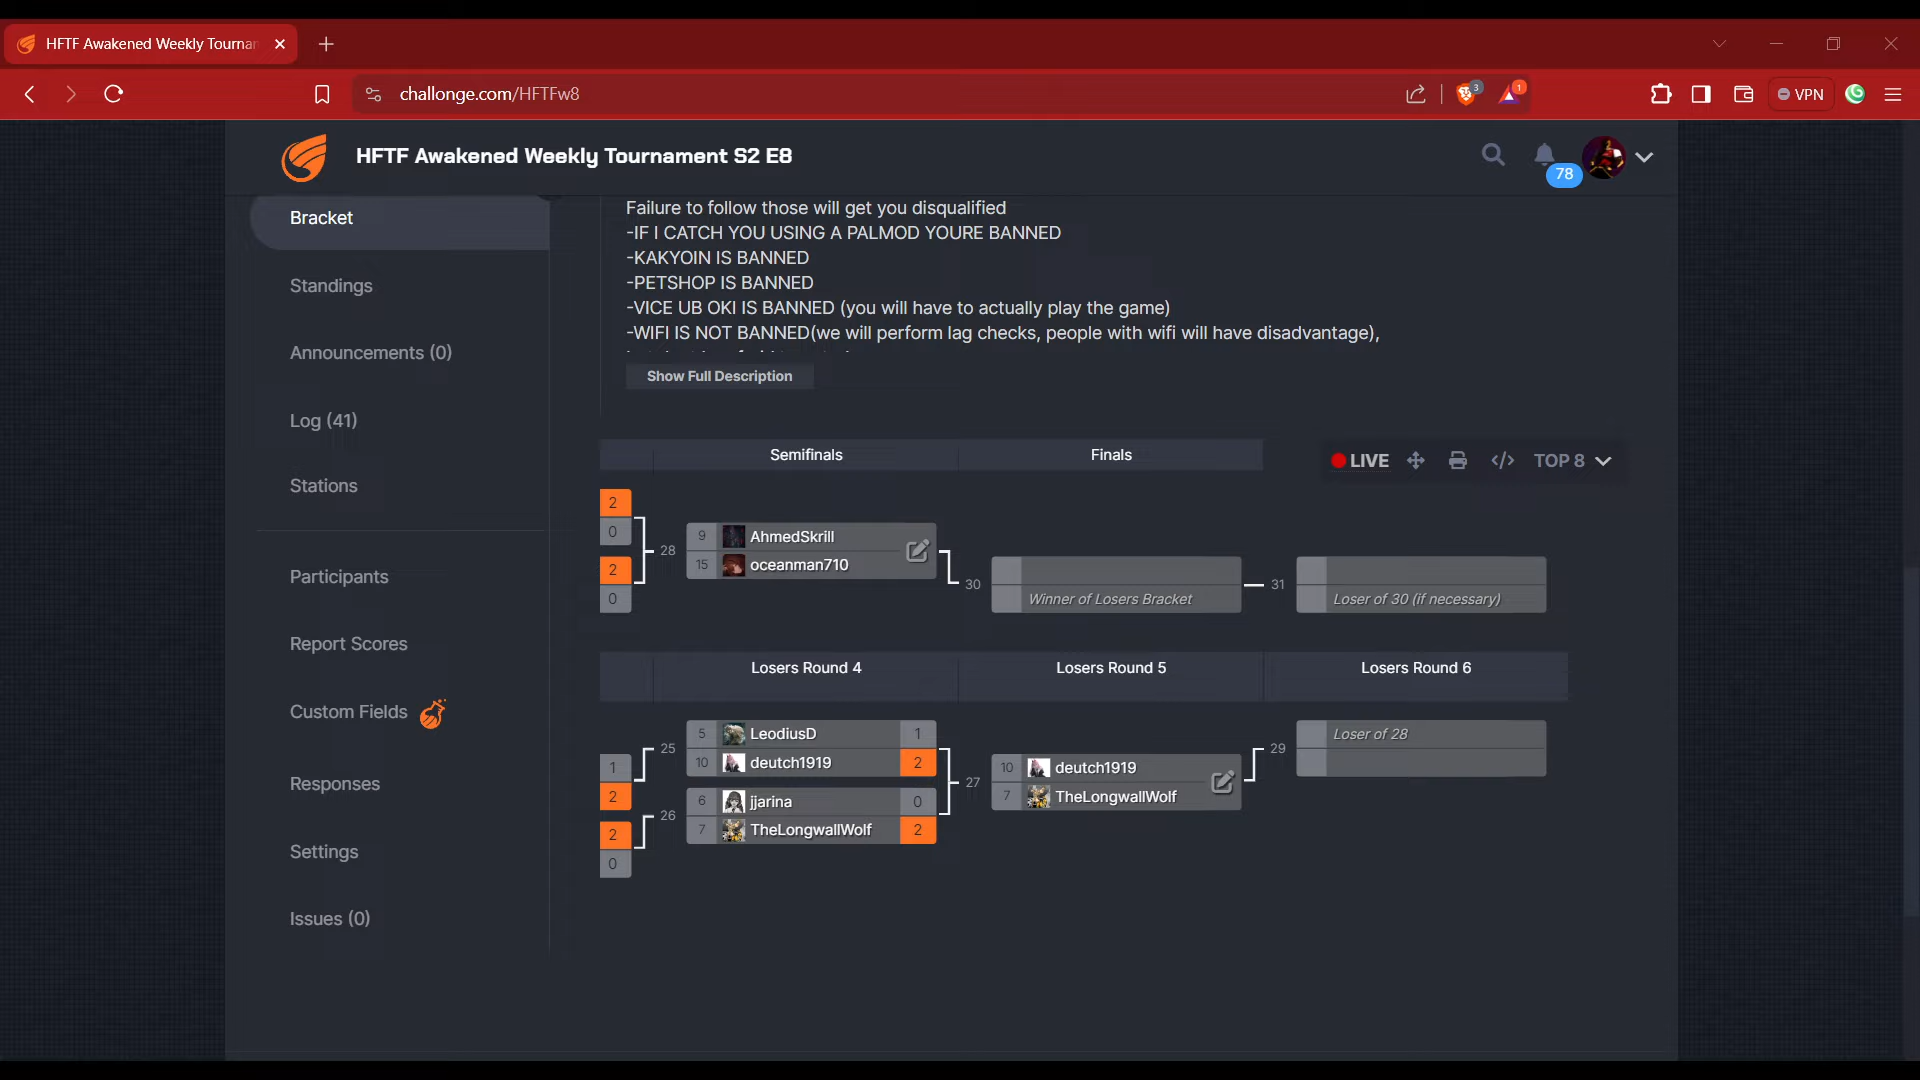 HFTF Awakened Weekly Tournar
challonge.com/HFTFw8
3
1
VPN
HFTF Awakened Weekly Tournament S2 E8
78
Bracket
Standings
Announcements (0)
Log (41)
Stations
Participants
Report Scores
Custom Fields
Responses
Settings
Issues (0)
Failure to follow those will get you disqualified
-IF I CATCH YOU USING A PALMOD YOURE BANNED
-KAKYOIN IS BANNED
-PETSHOP IS BANNED
-VICE UB OKI IS BANNED (you will have to actually play the game)
-WIFI IS NOT BANNED(we will perform lag checks, people with wifi will have disadvantage),
Show Full Description
Semifinals
Finals
LIVE
TOP 8
2
0
2
0
28
9 AhmedSkrill
15 oceanman710
30
Winner of Losers Bracket
31
Loser of 30 (if necessary)
Losers Round 4
Losers Round 5
Losers Round 6
1
2
2
0
25
5 LeodiusD 1
10 deutch1919 2
26
6 jjarina 0
7 TheLongwallWolf 2
27
10 deutch1919
7 TheLongwallWolf
29
Loser of 28